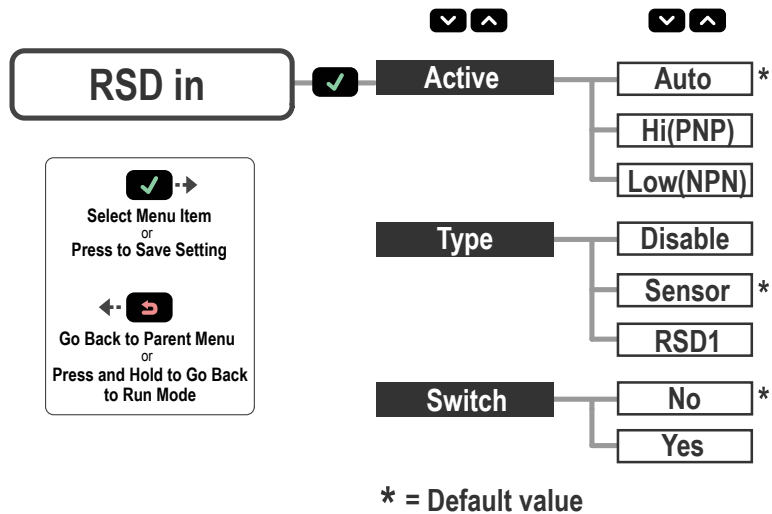 RSD in
Active
Auto *
Hi(PNP)
Low(NPN)
Select Menu Item
or
Press to Save Setting
Go Back to Parent Menu
or
Press and Hold to Go Back
to Run Mode
Type
Disable
Sensor *
RSD1
Switch
No *
Yes
* = Default value